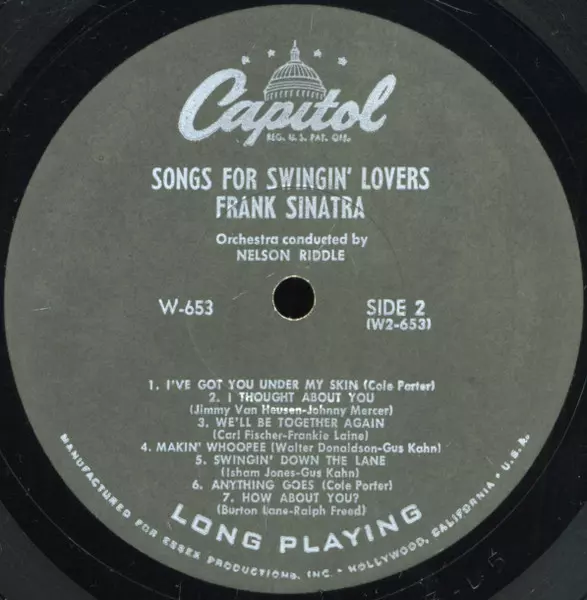 Capitol
REG. U.S. PAT. OFF.
SONGS FOR SWINGIN' LOVERS
FRANK SINATRA
Orchestra conducted by
NELSON RIDDLE
W-653
SIDE 2
(W2-653)
1. I'VE GOT YOU UNDER MY SKIN (Cole Porter)
2. I THOUGHT ABOUT YOU
(Jimmy Van Heusen-Johnny Mercer)
3. WE'LL BE TOGETHER AGAIN
(Carl Fischer-Frankie Laine)
4. MAKIN' WHOOPEE (Walter Donaldson-Gus Kahn)
5. SWINGIN' DOWN THE LANE
(Isham Jones-Gus Kahn)
6. ANYTHING GOES (Cole Porter)
7. HOW ABOUT YOU?
(Burton Lane-Ralph Freed)
LONG PLAYING
MANUFACTURED FOR ESSEX PRODUCTIONS, INC. • HOLLYWOOD, CALIFORNIA • U.S.A.